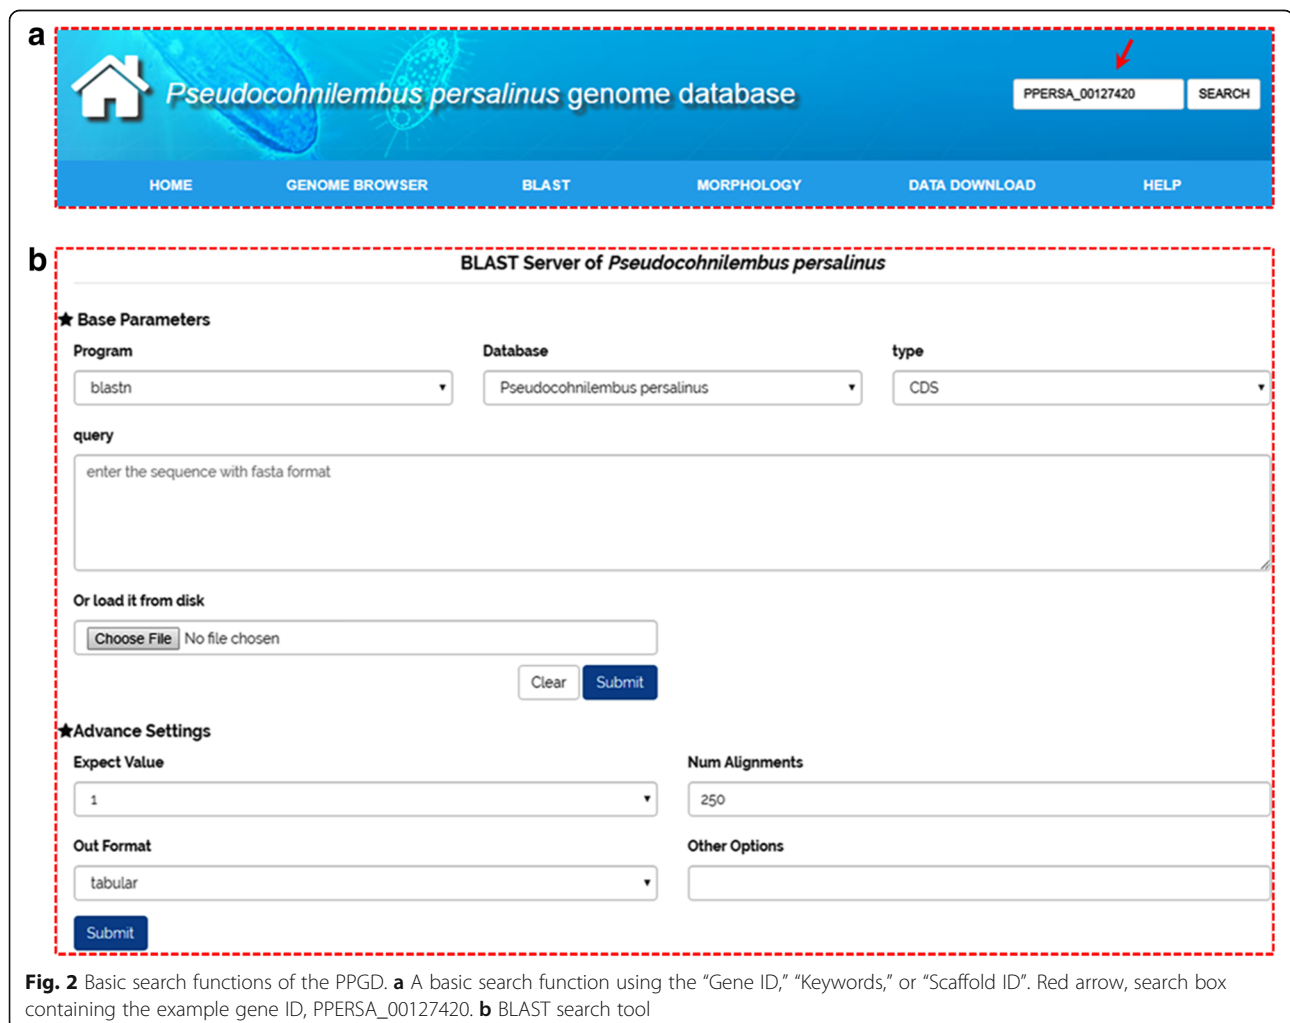 a
Pseudocohnilembus persalinus genome database
PPERSA_00127420
SEARCH
HOME
GENOME BROWSER
BLAST
MORPHOLOGY
DATA DOWNLOAD
HELP
b
BLAST Server of Pseudocohnilembus persalinus
★ Base Parameters
Program
Database
type
blastn
Pseudocohnilembus persalinus
CDS
query
enter the sequence with fasta format
Or load it from disk
Choose File No file chosen
Clear
Submit
★Advance Settings
Expect Value
Num Alignments
1
250
Out Format
Other Options
tabular
Submit
Fig. 2 Basic search functions of the PPGD. a A basic search function using the “Gene ID,” “Keywords,” or “Scaffold ID”. Red arrow, search box
containing the example gene ID, PPERSA_00127420. b BLAST search tool